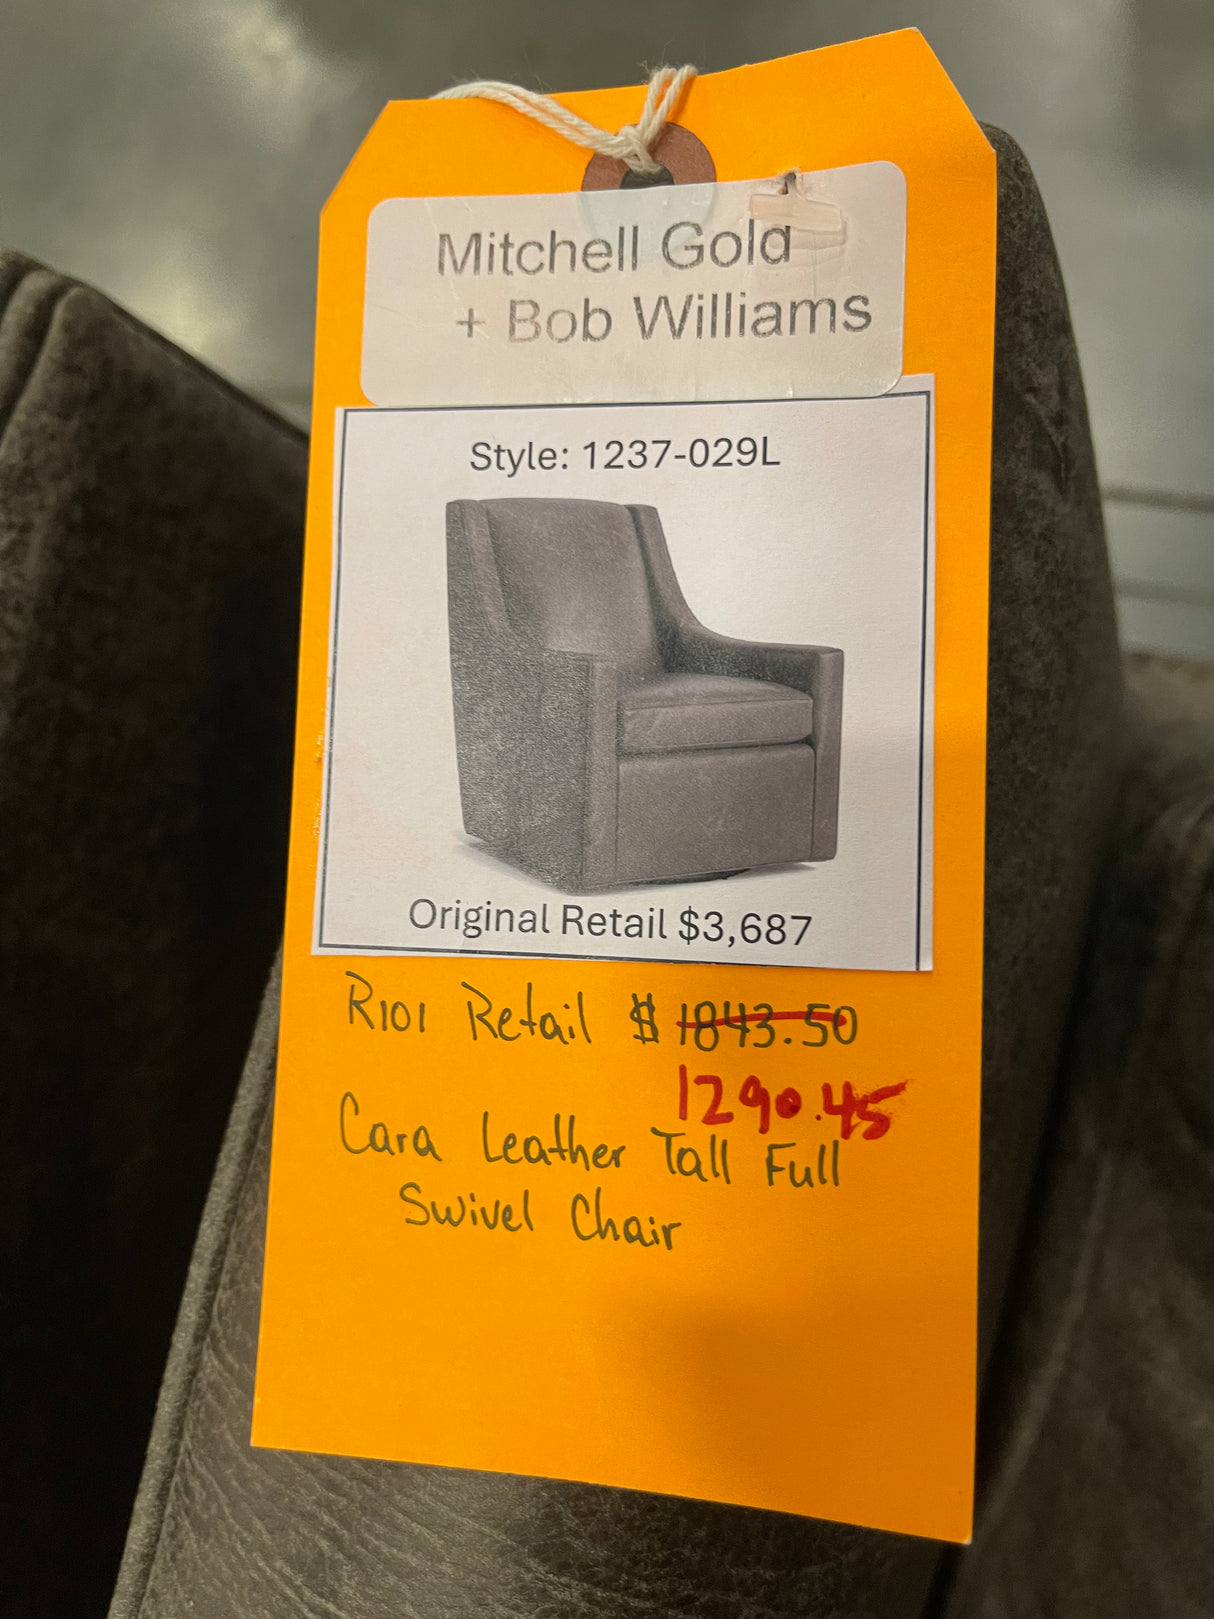 Mitchell Gold
+ Bob Williams
Style: 1237-029L
Original Retail $3,687
R101 Retail $ 1843.50
1290.45
Cara Leather Tall Full
Swivel Chair